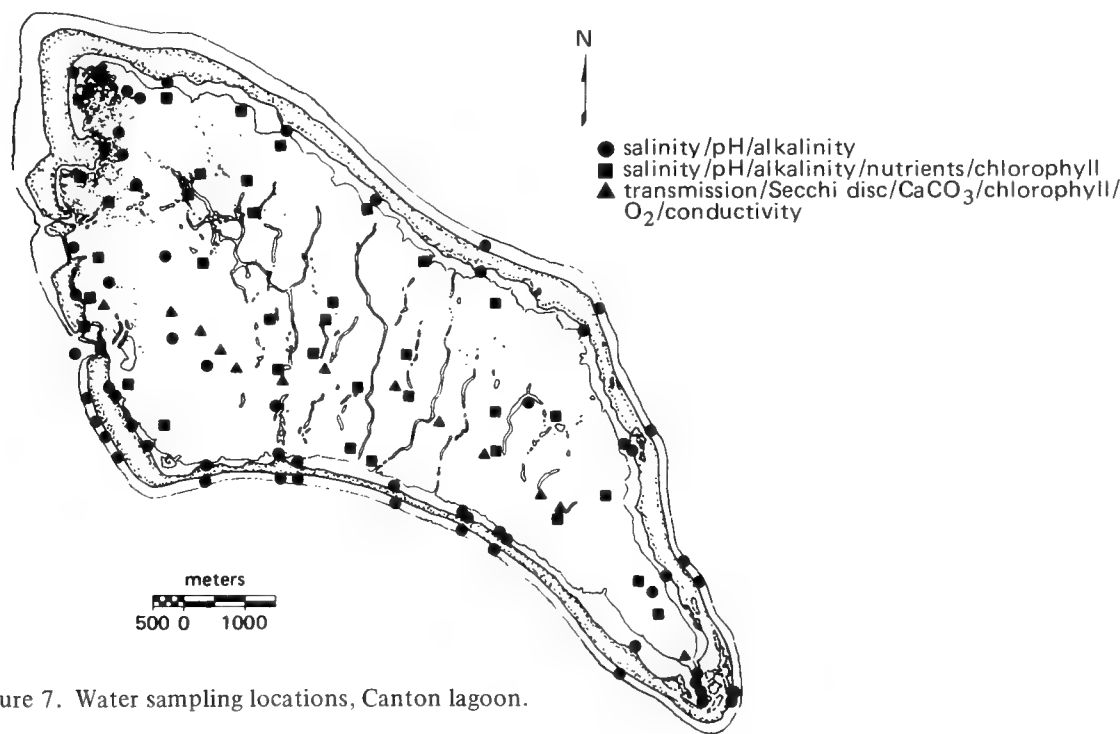 N
salinity/pH/alkalinity
salinity/pH/alkalinity/nutrients/chlorophyll
transmission/Secchi disc/CaCO3/chlorophyll/
O2/conductivity
meters
500 0 1000
ure 7. Water sampling locations, Canton lagoon.